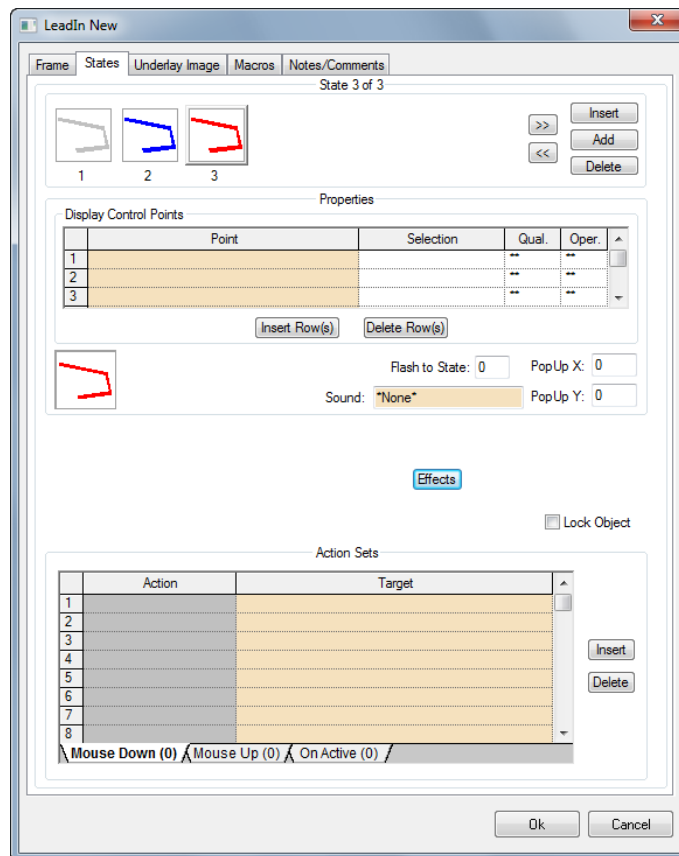 LeadIn New
Frame States Underlay Image Macros Notes/Comments
State 3 of 3
1 2 3
>>
<<
Insert
Add
Delete
Properties
Display Control Points
Point Selection Qual. Oper.
1 ** **
2 ** **
3 ** **
Insert Row(s) Delete Row(s)
Flash to State: 0 PopUp X: 0
Sound: *None* PopUp Y: 0
Effects
Lock Object
Action Sets
Action Target
1
2
3
4
5
6
7
8
Insert
Delete
Mouse Down (0) Mouse Up (0) On Active (0)
Ok Cancel